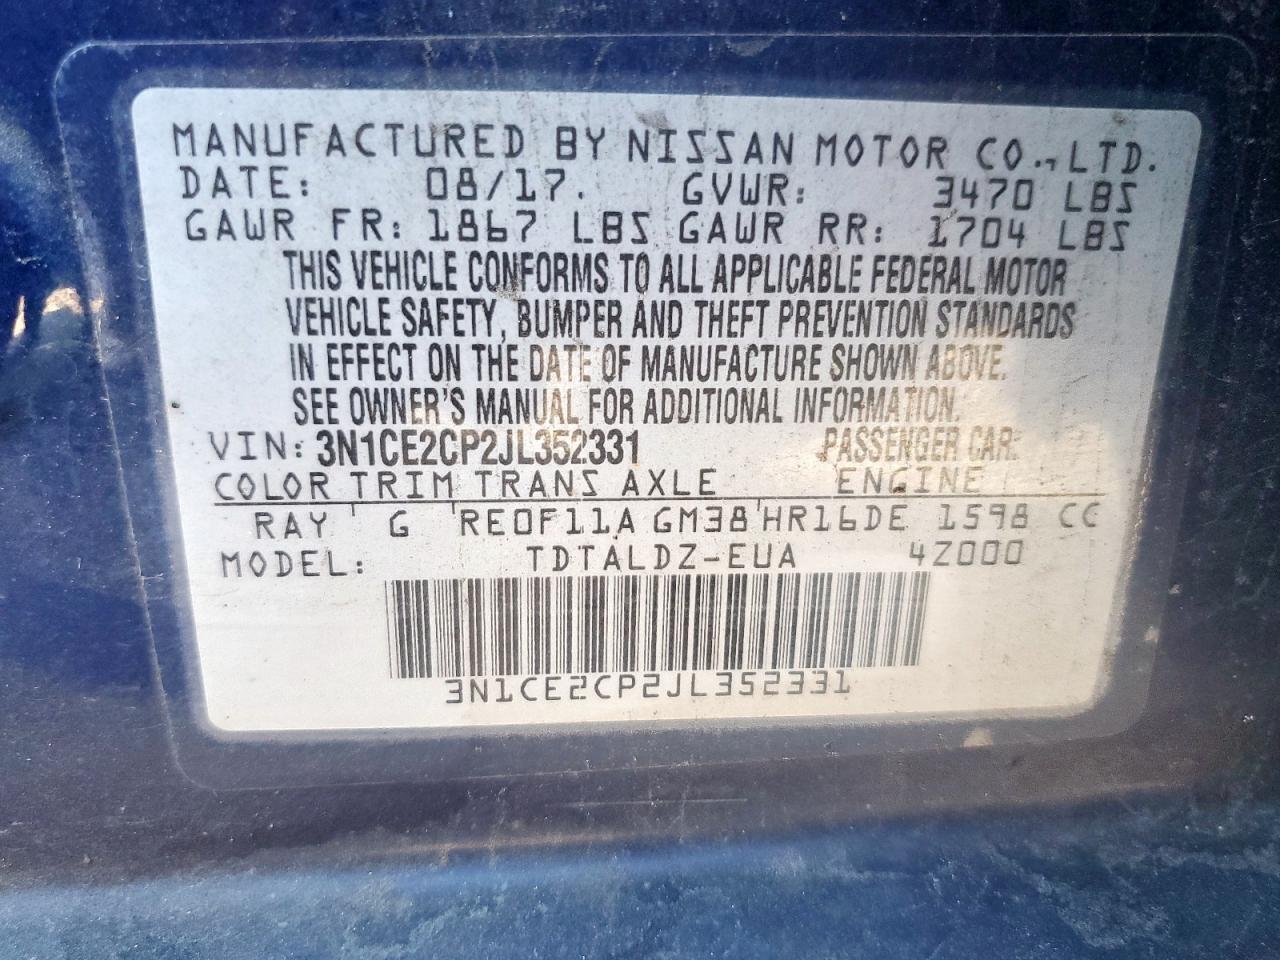 MANUFACTURED BY NISSAN MOTOR CO., LTD.
DATE: 08/17. GVWR: 3470 LBS
GAWR FR: 1867 LBS GAWR RR: 1704 LBS
THIS VEHICLE CONFORMS TO ALL APPLICABLE FEDERAL MOTOR
VEHICLE SAFETY, BUMPER AND THEFT PREVENTION STANDARDS
IN EFFECT ON THE DATE OF MANUFACTURE SHOWN ABOVE.
SEE OWNER'S MANUAL FOR ADDITIONAL INFORMATION.
VIN: 3N1CE2CP2JL352331 PASSENGER CAR.
COLOR TRIM TRANS AXLE ENGINE
RAY G RE0F11A GM38 HR16DE 1598 CC
MODEL: TDTALDZ-EUA 4Z000
3N1CE2CP2JL352331